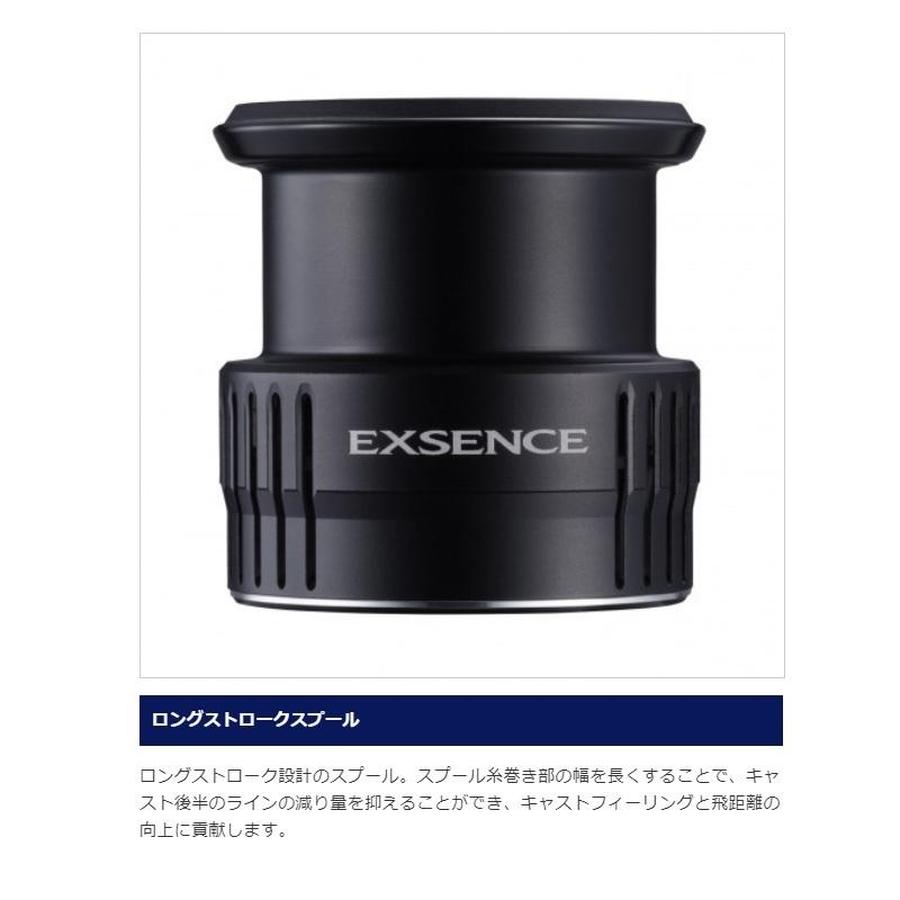 EXSENCE
ロングストロークスプール
ロングストローク設計のスプール。スプール糸巻き部の幅を長くすることで、キャ
スト後半のラインの減り量を抑えることができ、キャストフィーリングと飛距離の
向上に貢献します。